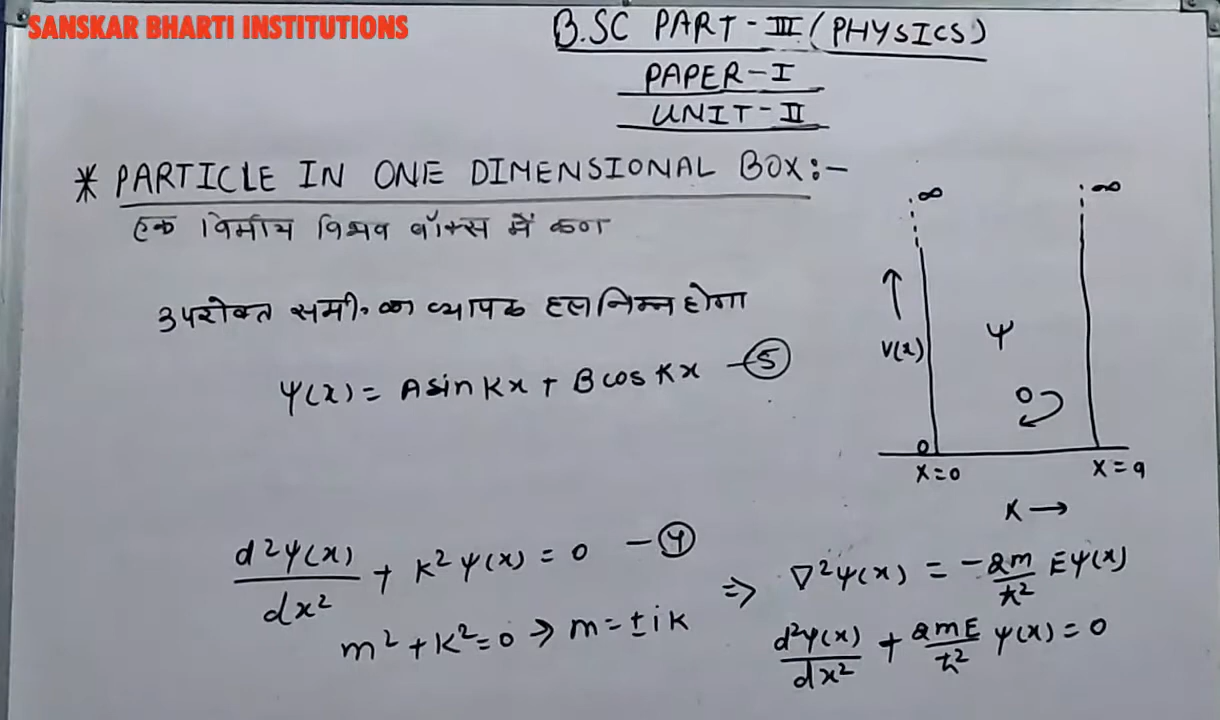 SANSKAR BHARTI INSTITUTIONS
B.SC PART-III (PHYSICS)
PAPER-I
UNIT-II
* PARTICLE IN ONE DIMENSIONAL BOX:-
एक विमीय विभव बॉक्स में कण
∞ ∞
उपरोक्त समी. का व्यापक हल निम्न होगा
V(x) ψ
ψ(x) = A sin Kx + B cos Kx -⑤
0
x=0 x=a
x →
d²ψ(x)/dx² + K²ψ(x) = 0 -④
⇒ ∇²ψ(x) = -2m/ħ² Eψ(x)
m² + K² = 0 → m = ± iK
d²ψ(x)/dx² + 2mE/ħ² ψ(x) = 0